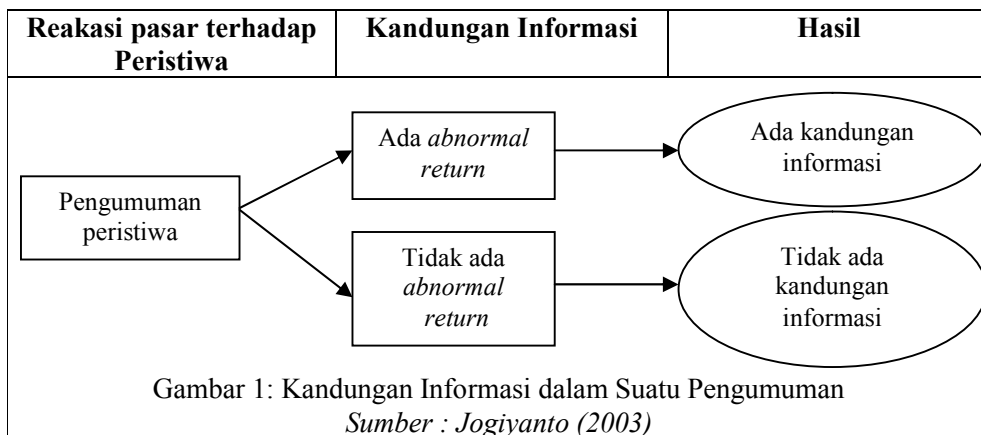 Reakasi pasar terhadap
Peristiwa
Kandungan Informasi
Hasil
Pengumuman
peristiwa
Ada abnormal
return
Ada kandungan
informasi
Tidak ada
abnormal
return
Tidak ada
kandungan
informasi
Gambar 1: Kandungan Informasi dalam Suatu Pengumuman
Sumber : Jogiyanto (2003)